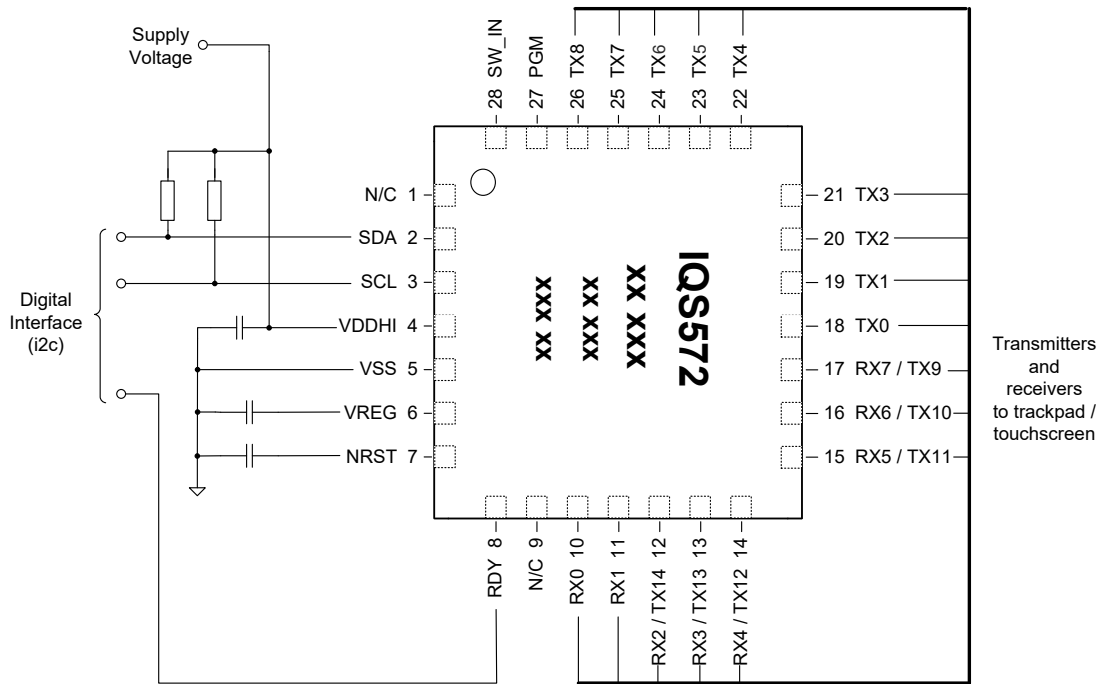 Supply
Voltage
28 SW_IN
27 PGM
26 TX8
25 TX7
24 TX6
23 TX5
22 TX4
N/C 1
SDA 2
SCL 3
VDDHI 4
VSS 5
VREG 6
NRST 7
Digital
Interface
(i2c)
IQS572
xx xxx
xxx xx
xxx xx
21 TX3
20 TX2
19 TX1
18 TX0
17 RX7 / TX9
16 RX6 / TX10
15 RX5 / TX11
Transmitters
and
receivers
to trackpad /
touchscreen
RDY 8
N/C 9
RX0 10
RX1 11
RX2 / TX14 12
RX3 / TX13 13
RX4 / TX12 14